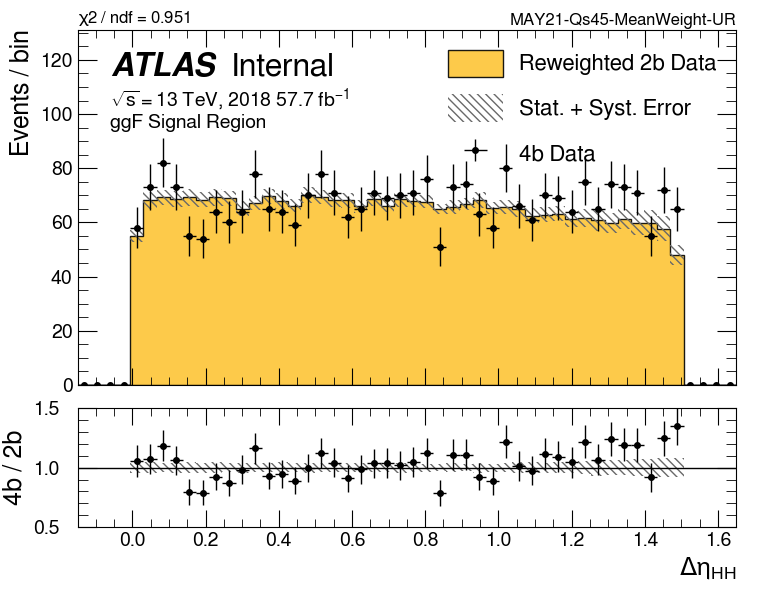 χ2 / ndf = 0.951
MAY21-Qs45-MeanWeight-UR
ATLAS Internal
√s = 13 TeV, 2018 57.7 fb⁻¹
ggF Signal Region
Reweighted 2b Data
Stat. + Syst. Error
4b Data
Events / bin
120
100
80
60
40
20
0
4b / 2b
1.5
1.0
0.5
0.0 0.2 0.4 0.6 0.8 1.0 1.2 1.4 1.6
Δη_HH